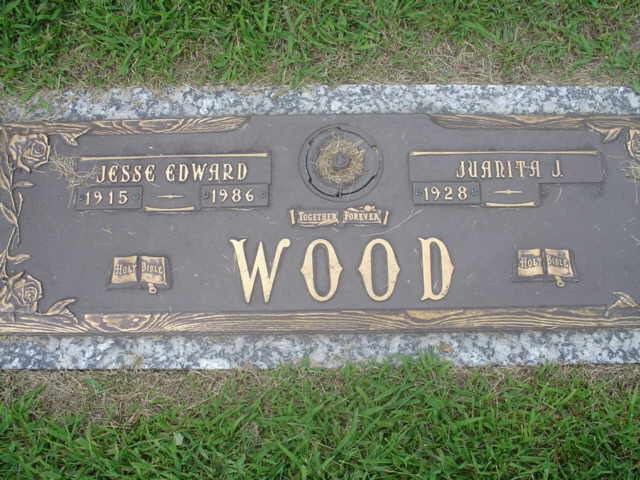 JESSE EDWARD
1915 1986
JUANITA J.
1928
TOGETHER FOREVER
HOLY BIBLE
WOOD
HOLY BIBLE